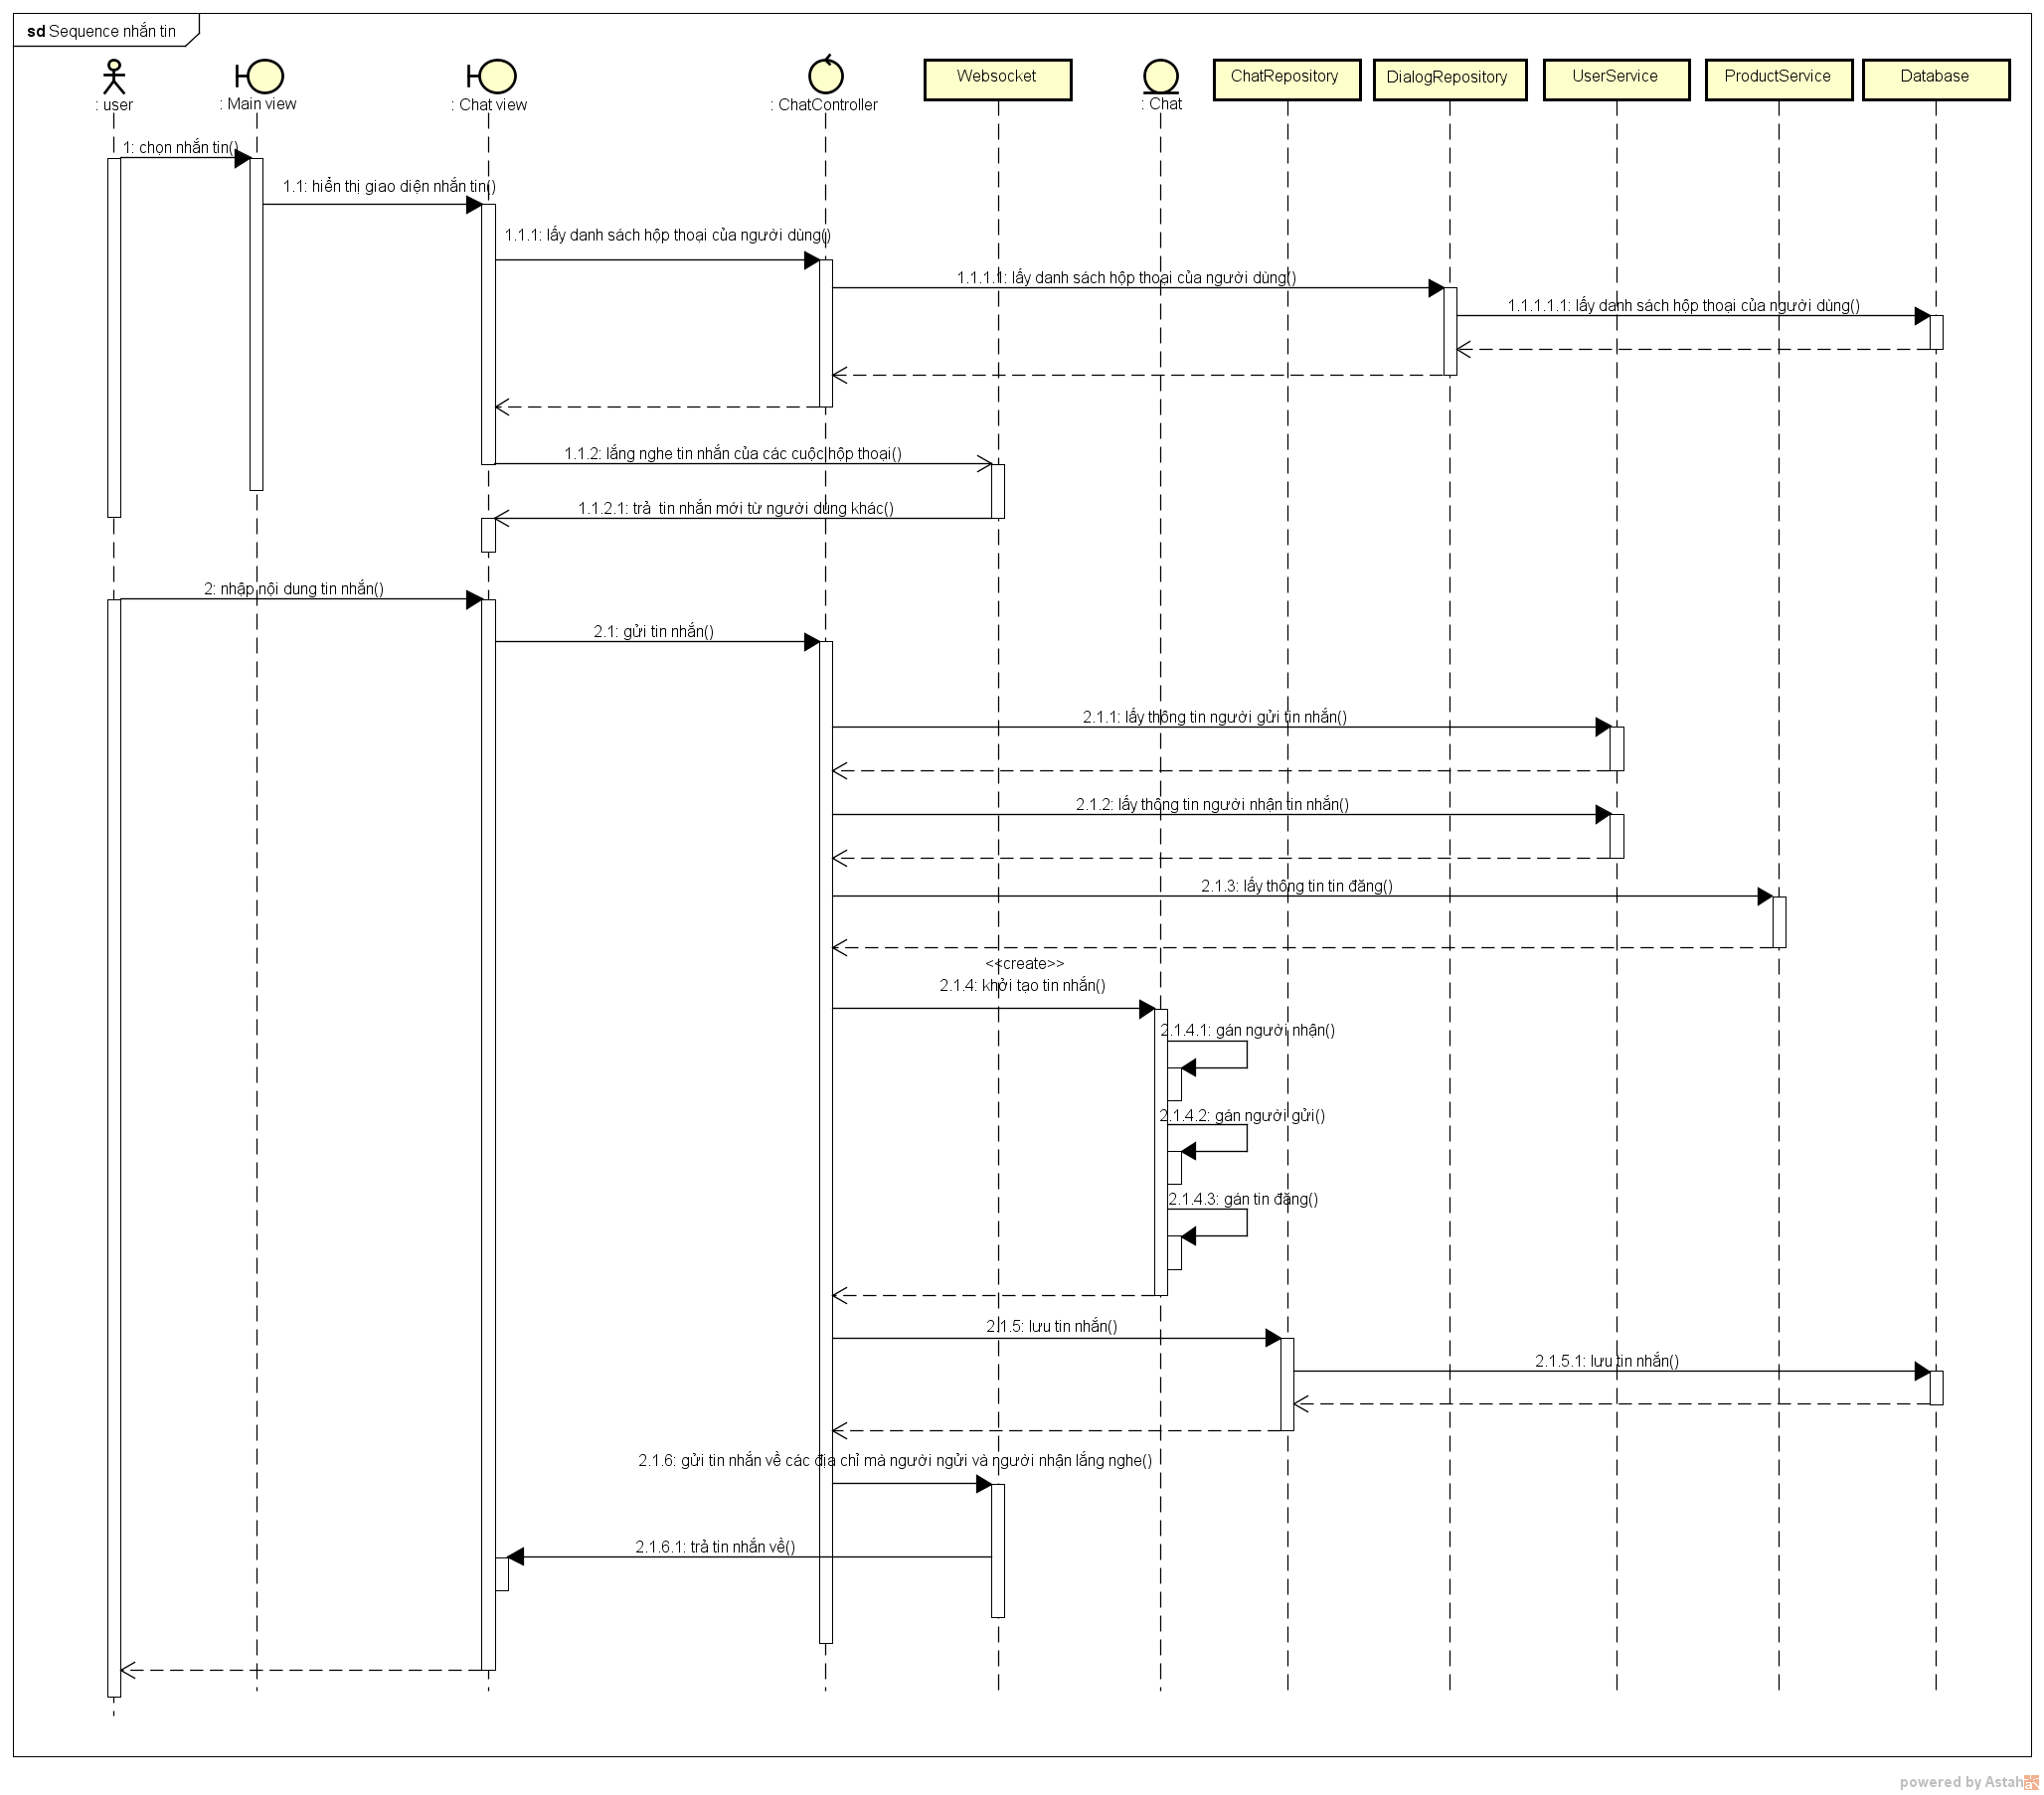 sd Sequence nhắn tin
: user
: Main view
: Chat view
: ChatController
Websocket
: Chat
ChatRepository
DialogRepository
UserService
ProductService
Database
1: chọn nhắn tin()
1.1: hiển thị giao diện nhắn tin()
1.1.1: lấy danh sách hộp thoại của người dùng()
1.1.1.1: lấy danh sách hộp thoại của người dùng()
1.1.1.1.1: lấy danh sách hộp thoại của người dùng()
1.1.2: lắng nghe tin nhắn của các cuộc hộp thoại()
1.1.2.1: trả  tin nhắn mới từ người dùng khác()
2: nhập nội dung tin nhắn()
2.1: gửi tin nhắn()
2.1.1: lấy thông tin người gửi tin nhắn()
2.1.2: lấy thông tin người nhận tin nhắn()
2.1.3: lấy thông tin tin đăng()
<<create>>
2.1.4: khởi tạo tin nhắn()
2.1.4.1: gán người nhận()
2.1.4.2: gán người gửi()
2.1.4.3: gán tin đăng()
2.1.5: lưu tin nhắn()
2.1.5.1: lưu tin nhắn()
2.1.6: gửi tin nhắn về các địa chỉ mà người ngửi và người nhận lắng nghe()
2.1.6.1: trả tin nhắn về()
powered by Astah